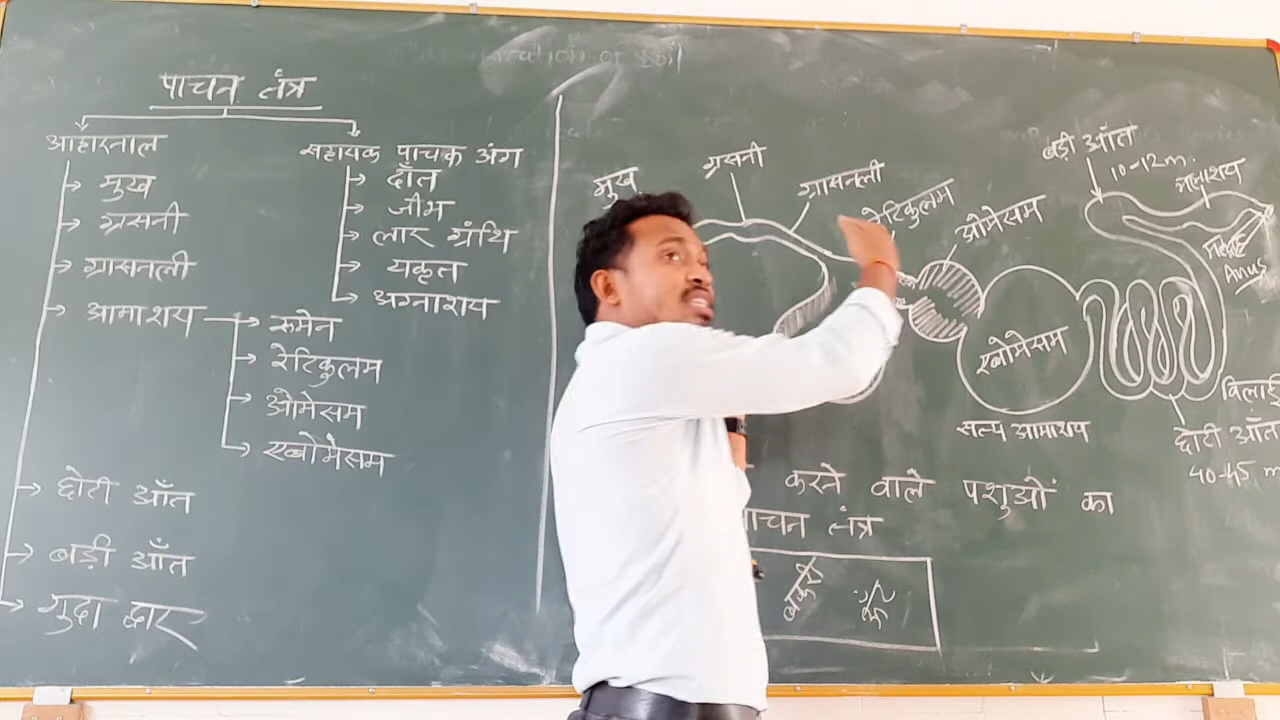 पाचन तंत्र
आहारनाल
मुख
ग्रसनी
ग्रासनली
आमाशय
रूमेन
रेटिकुलम
ओमेसम
एबोमेसम
छोटी आँत
बड़ी आँत
गुदा द्वार
सहायक पाचक अंग
दाँत
जीभ
लार ग्रंथि
यकृत
अग्नाशय
मुख
ग्रसनी
ग्रासनली
रेटिकुलम
ओमेसम
बड़ी आँत
10-12 m.
मलाशय
Anus
एबोमेसम
सत्य आमाशय
विलाई
छोटी आँत
40-45 m
करने वाले पशुओं का
पाचन तंत्र